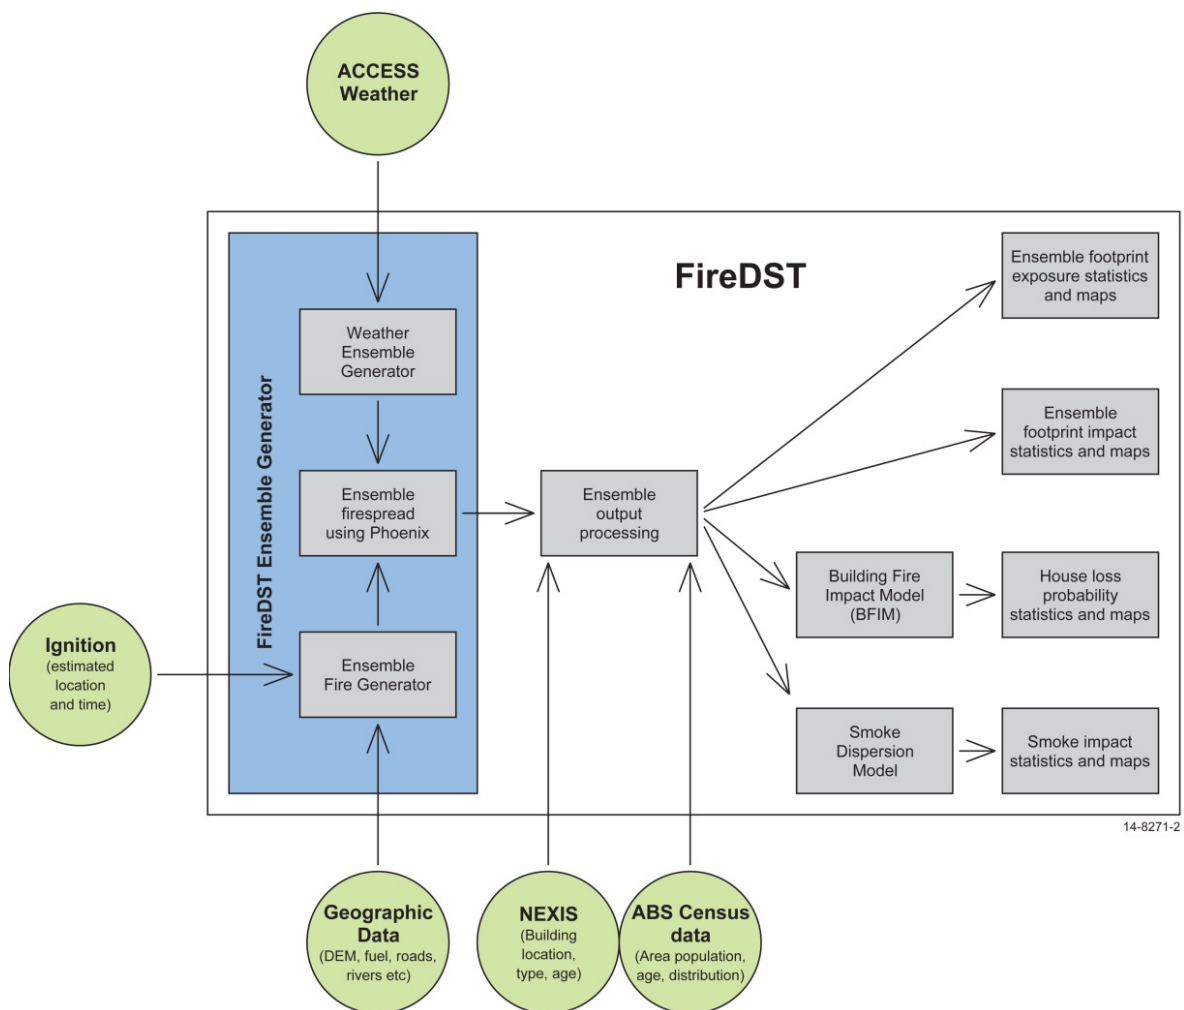 ACCESS
Weather
FireDST
FireDST Ensemble Generator
Weather
Ensemble
Generator
Ensemble
firespread
using Phoenix
Ensemble
Fire Generator
Ignition
(estimated
location
and time)
Ensemble
output
processing
Ensemble footprint
exposure statistics
and maps
Ensemble
footprint impact
statistics and maps
Building Fire
Impact Model
(BFIM)
House loss
probability
statistics and maps
Smoke
Dispersion
Model
Smoke impact
statistics and maps
14-8271-2
Geographic
Data
(DEM, fuel, roads,
rivers etc)
NEXIS
(Building
location,
type, age)
ABS Census
data
(Area population,
age, distribution)